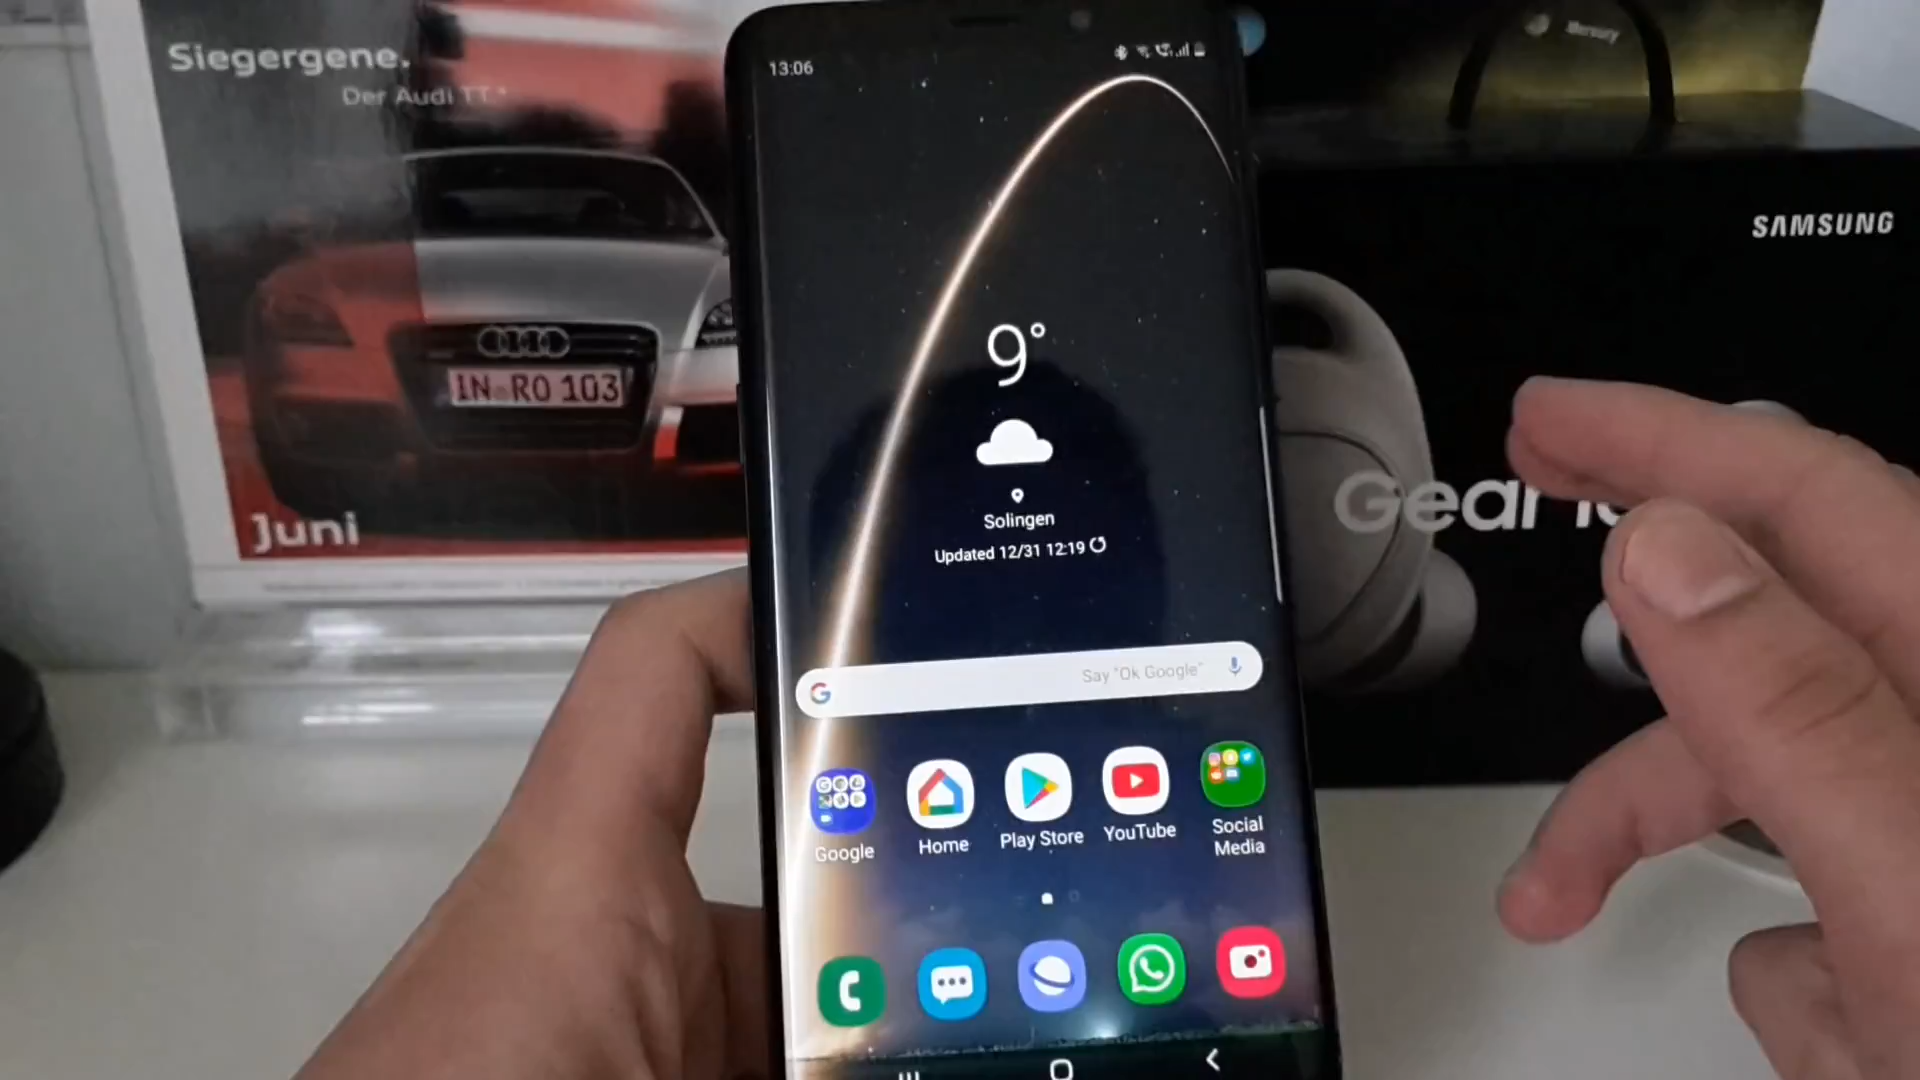 Siegergene.
Der Audi TT.*
IN RO 103
Juni
13:06
9°
Solingen
Updated 12/31 12:19
Say "Ok Google"
Google
Home
Play Store
YouTube
Social
Media
Mercury
SAMSUNG
Gear